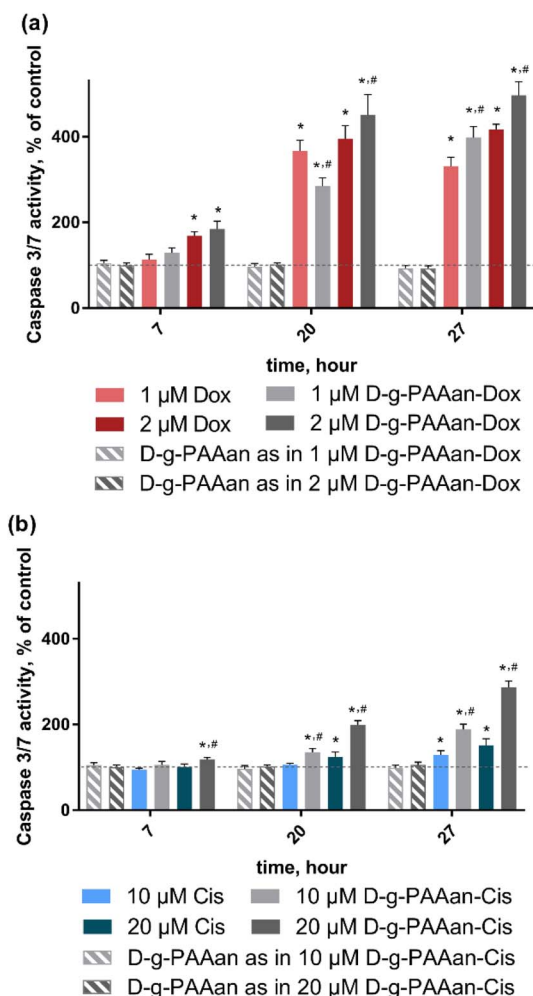 (a)
Caspase 3/7 activity, % of control
400
200
0
*
*
*
*,#
*
*,#
*
*,#
*
*,#
7
20
27
time, hour
1 µM Dox
1 µM D-g-PAAan-Dox
2 µM Dox
2 µM D-g-PAAan-Dox
D-g-PAAan as in 1 µM D-g-PAAan-Dox
D-g-PAAan as in 2 µM D-g-PAAan-Dox
(b)
Caspase 3/7 activity, % of control
400
200
0
*,#
*,#
*
*,#
*
*,#
*
*,#
7
20
27
time, hour
10 µM Cis
10 µM D-g-PAAan-Cis
20 µM Cis
20 µM D-g-PAAan-Cis
D-g-PAAan as in 10 µM D-g-PAAan-Cis
D-g-PAAan as in 20 µM D-g-PAAan-Cis